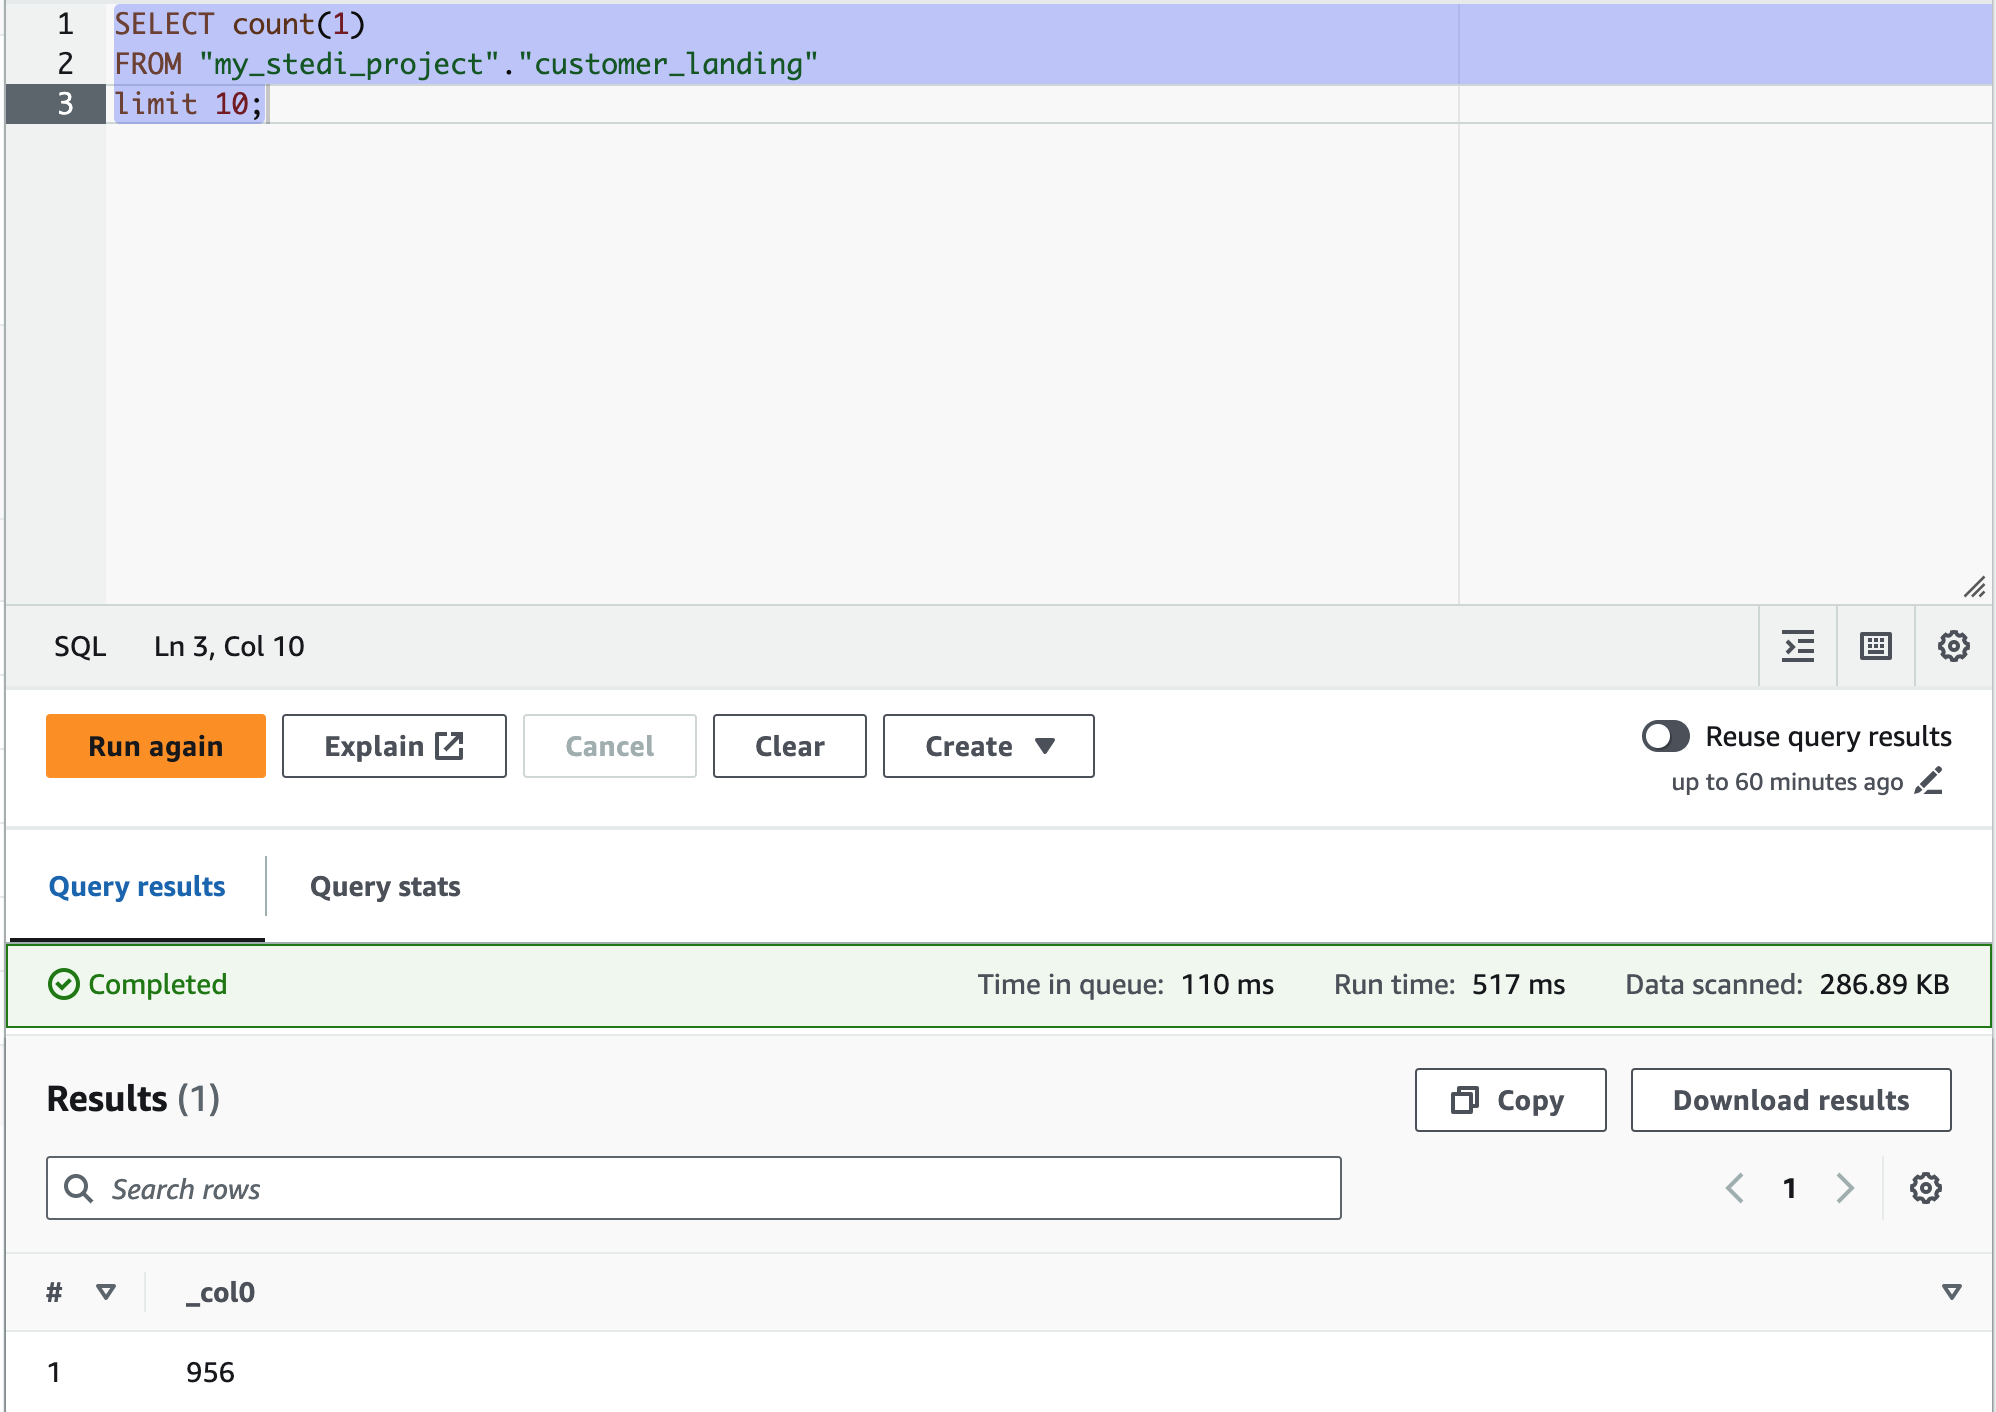 1 SELECT count(1)
2 FROM "my_stedi_project"."customer_landing"
3 limit 10;
SQL Ln 3, Col 10
Run again Explain Cancel Clear Create Reuse query results
up to 60 minutes ago
Query results Query stats
Completed Time in queue: 110 ms Run time: 517 ms Data scanned: 286.89 KB
Results (1) Copy Download results
Search rows 1
# _col0
1 956